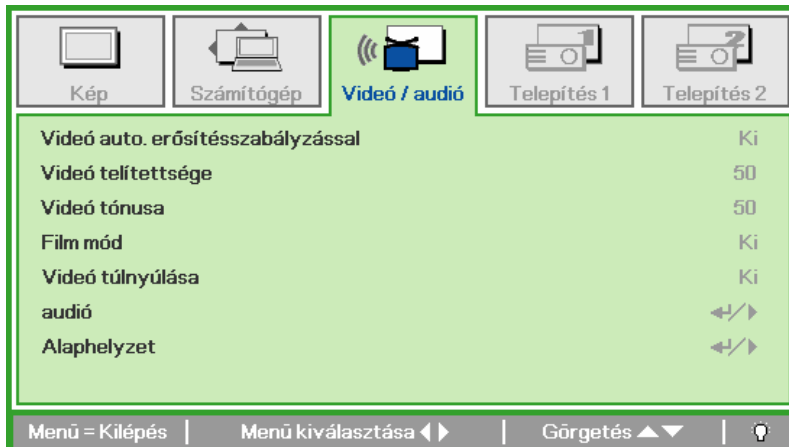 Kép Számítógép Videó / audió Telepítés 1 Telepítés 2
Videó auto. erősítésszabályzással Ki
Videó telítettsége 50
Videó tónusa 50
Film mód Ki
Videó túlnyúlása Ki
audió
Alaphelyzet
Menü = Kilépés Menü kiválasztása Görgetés